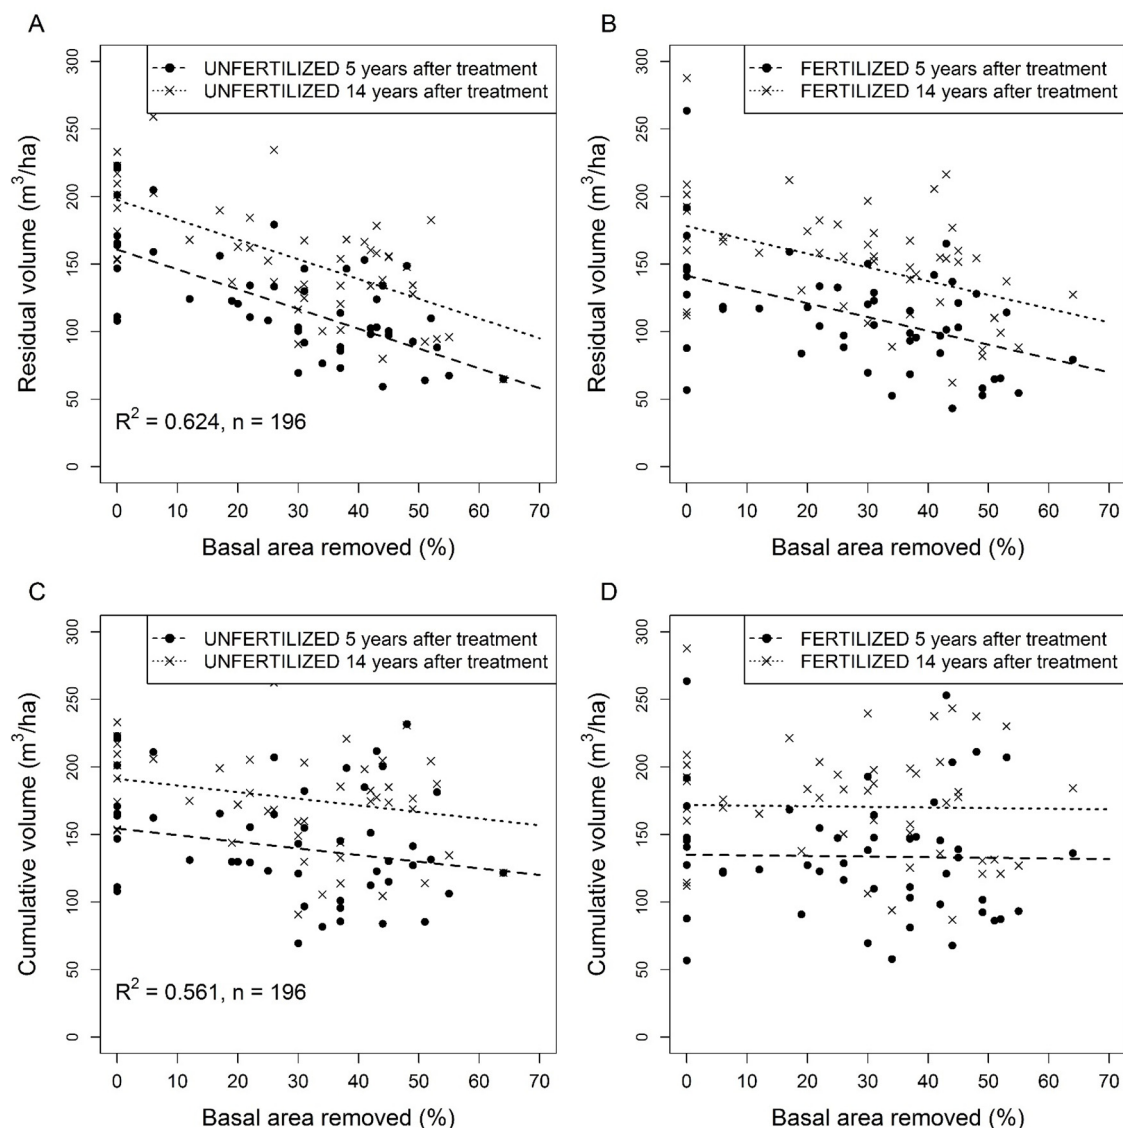 A
UNFERTILIZED 5 years after treatment
UNFERTILIZED 14 years after treatment
Residual volume (m³/ha)
300
250
200
150
100
50
0
R² = 0.624, n = 196
0 10 20 30 40 50 60 70
Basal area removed (%)
B
FERTILIZED 5 years after treatment
FERTILIZED 14 years after treatment
Residual volume (m³/ha)
300
250
200
150
100
50
0
0 10 20 30 40 50 60 70
Basal area removed (%)
C
UNFERTILIZED 5 years after treatment
UNFERTILIZED 14 years after treatment
Cumulative volume (m³/ha)
300
250
200
150
100
50
0
R² = 0.561, n = 196
0 10 20 30 40 50 60 70
Basal area removed (%)
D
FERTILIZED 5 years after treatment
FERTILIZED 14 years after treatment
Cumulative volume (m³/ha)
300
250
200
150
100
50
0
0 10 20 30 40 50 60 70
Basal area removed (%)